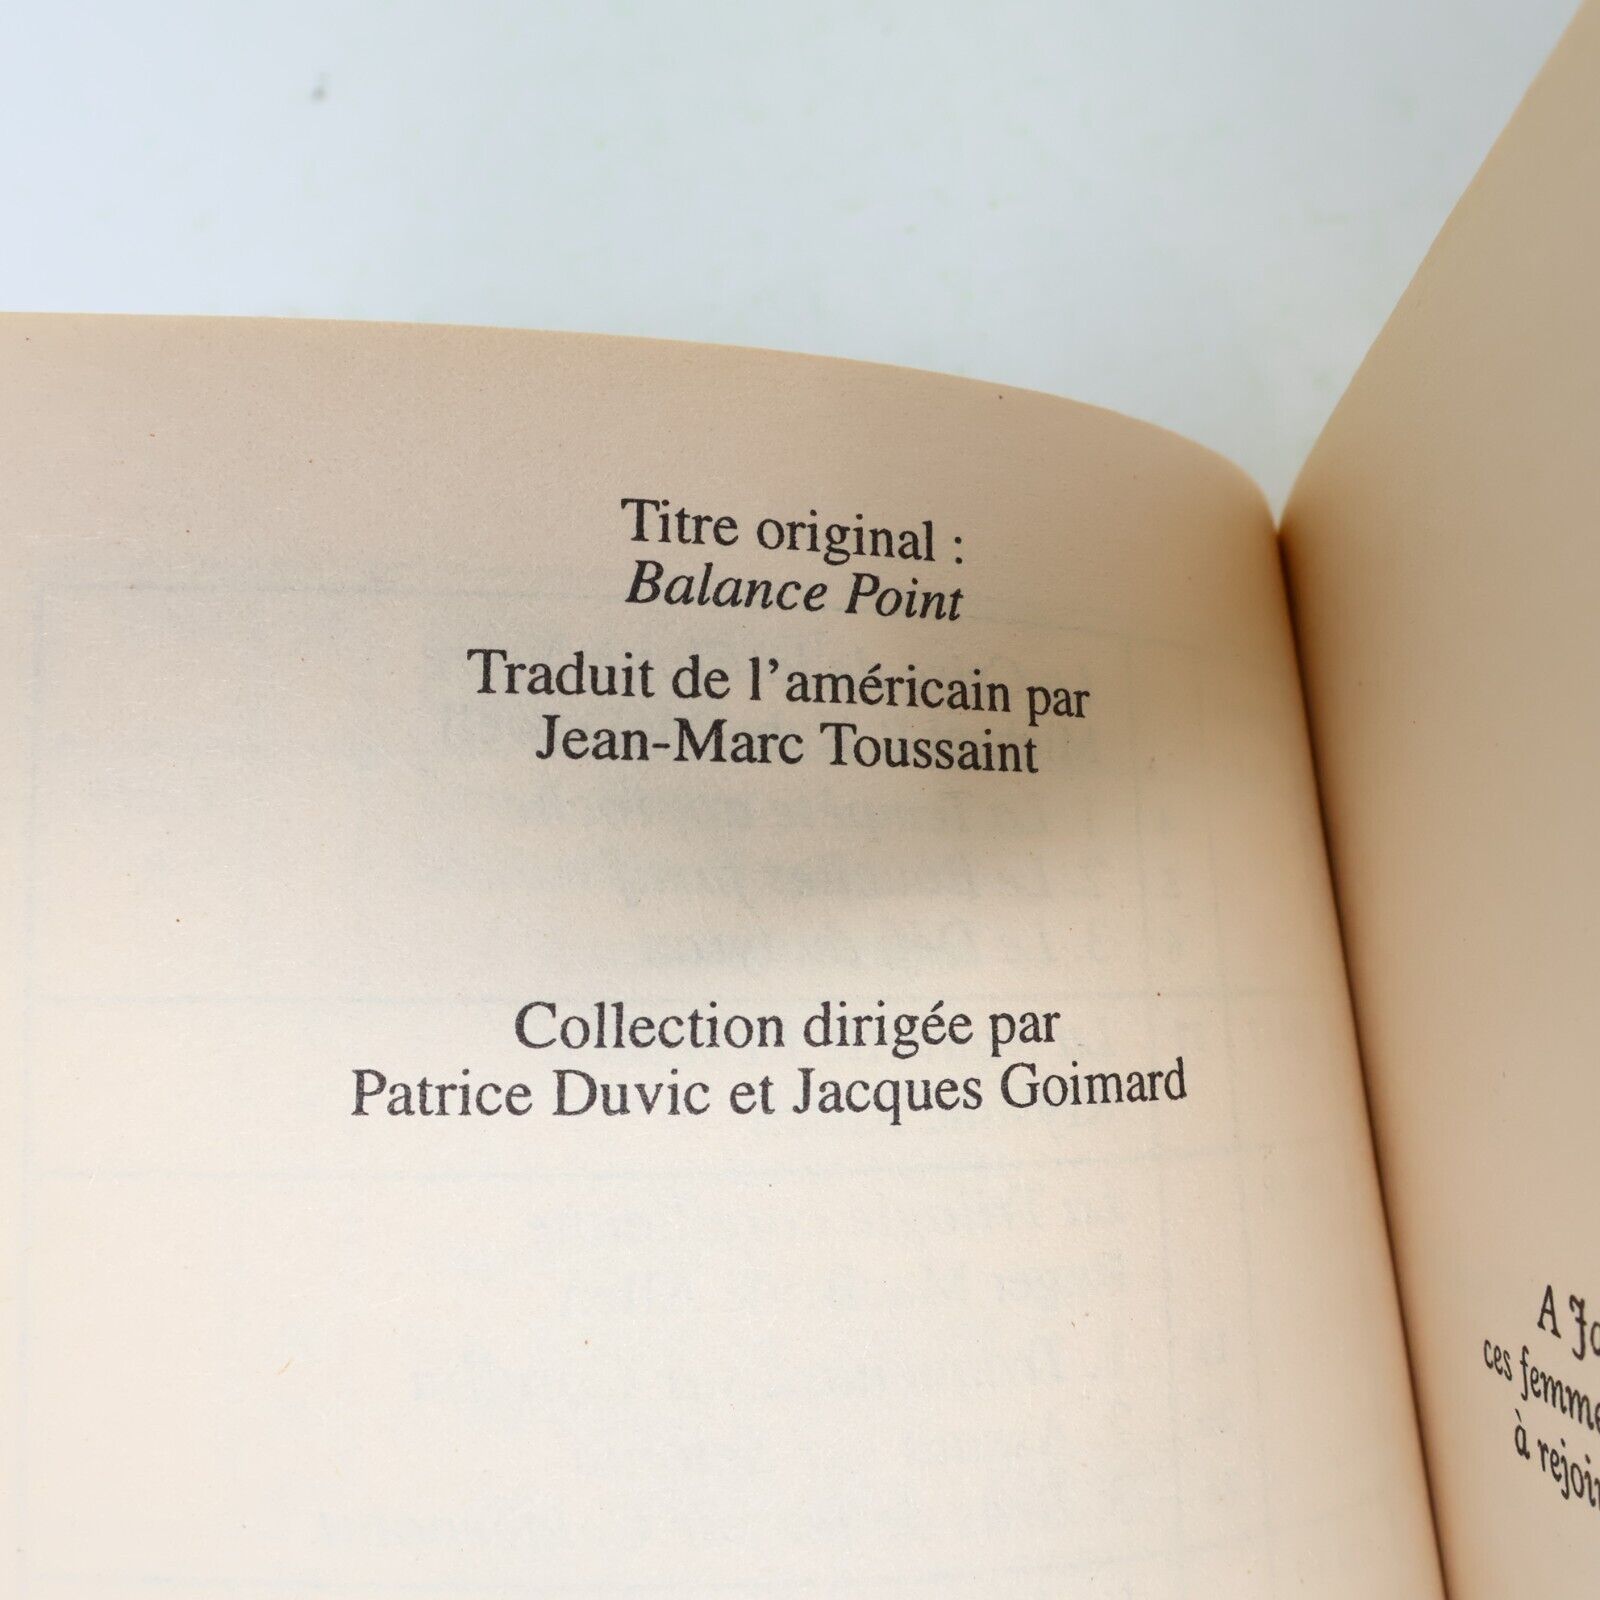 Titre original :
Balance Point
Traduit de l'américain par
Jean-Marc Toussaint
Collection dirigée par
Patrice Duvic et Jacques Goimard
A
ces
à